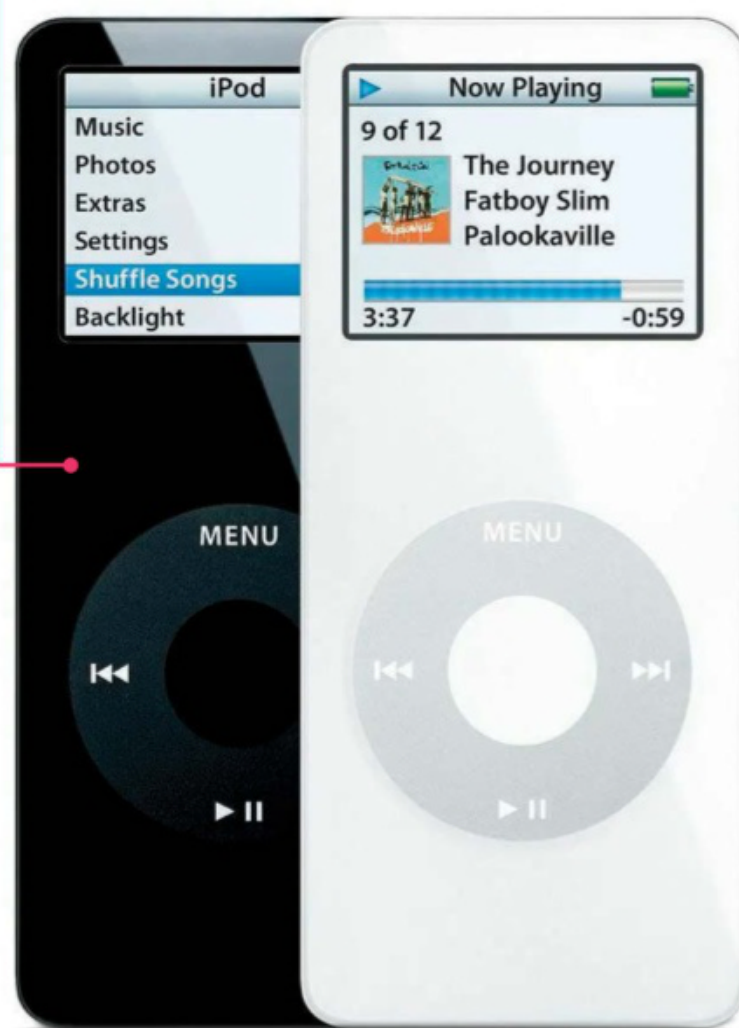 iPod
Music
Photos
Extras
Settings
Shuffle Songs
Backlight
MENU
Now Playing
9 of 12
The Journey
Fatboy Slim
Palookaville
3:37 -0:59
MENU